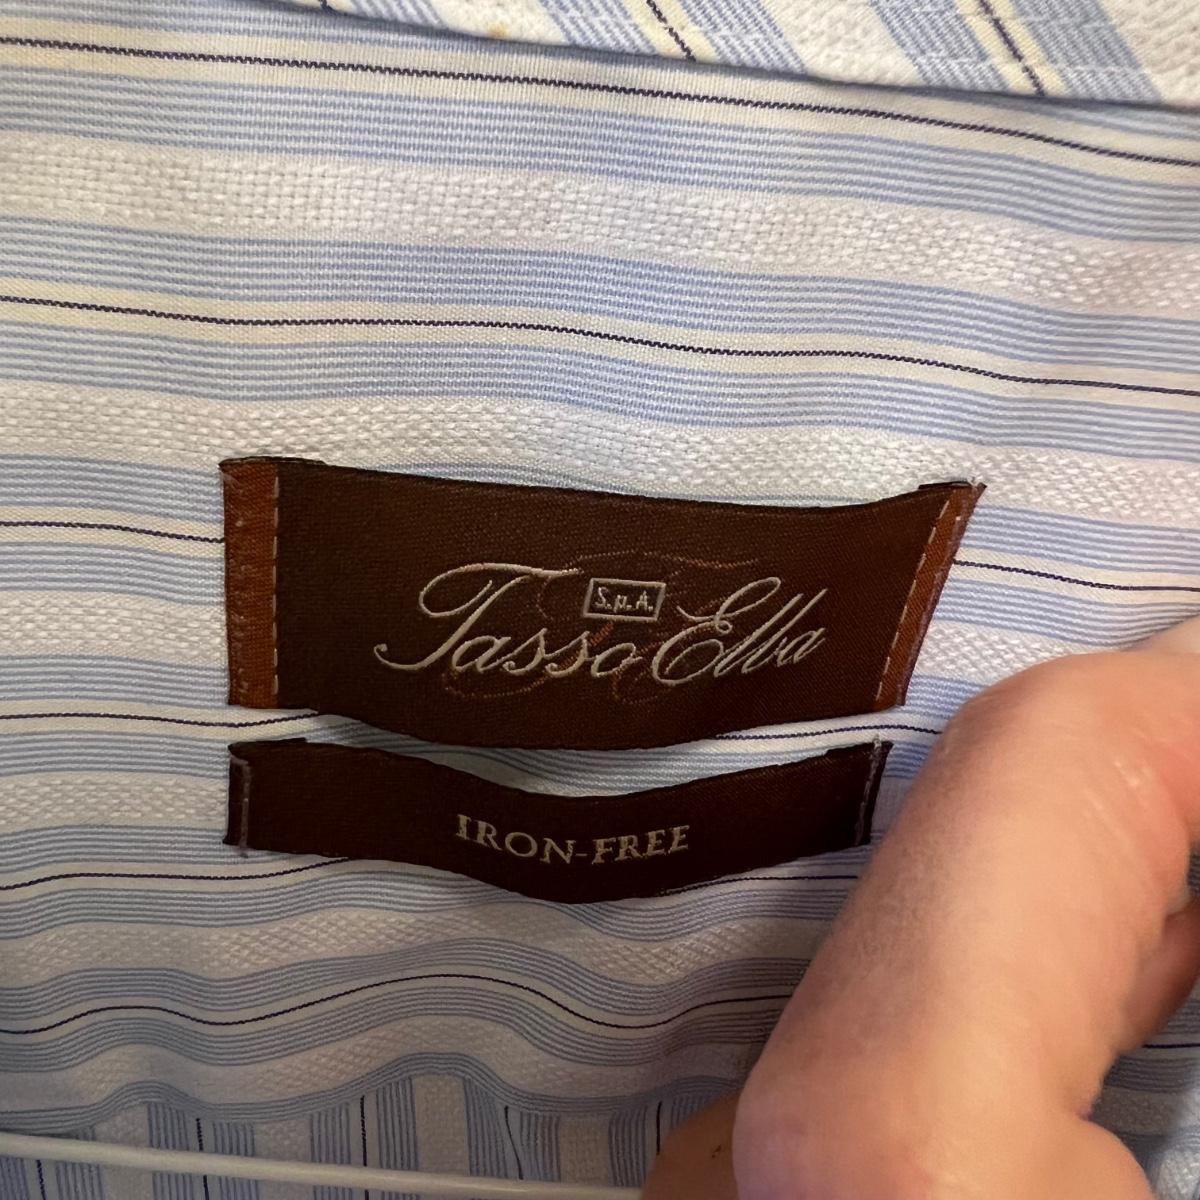 S.p.A.
Tasso Elba
IRON-FREE